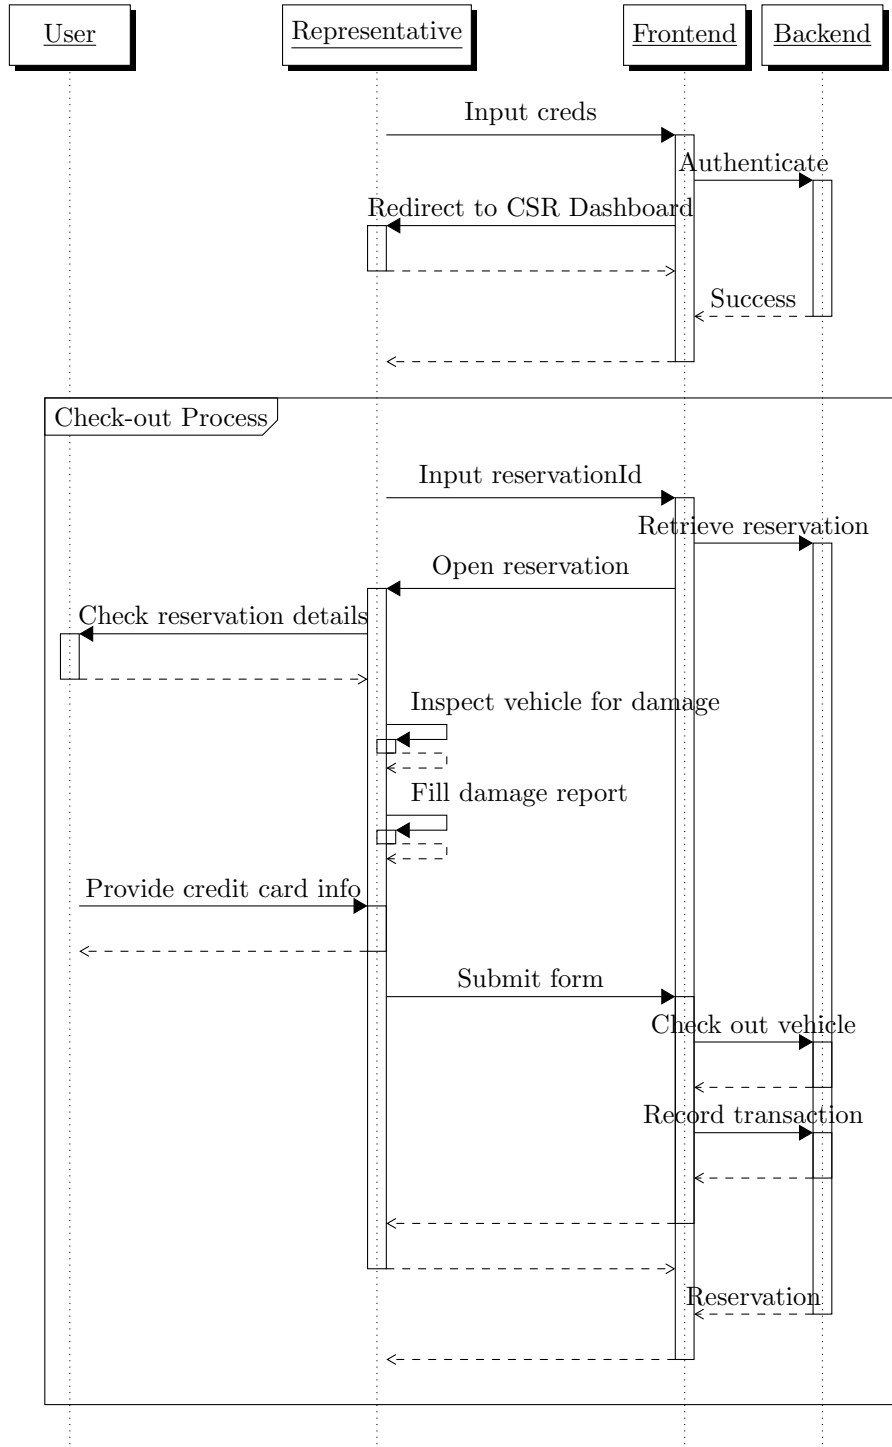 User
Representative
Frontend
Backend
Input creds
Authenticate
Redirect to CSR Dashboard
Success
Check-out Process
Input reservationId
Retrieve reservation
Open reservation
Check reservation details
Inspect vehicle for damage
Fill damage report
Provide credit card info
Submit form
Check out vehicle
Record transaction
Reservation